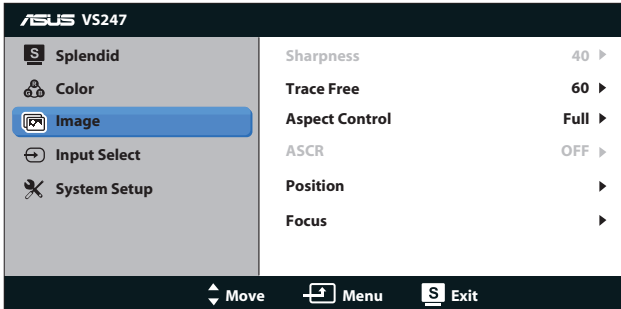 ASUS VS247
S Splendid
Color
Image
Input Select
System Setup
Sharpness 40
Trace Free 60
Aspect Control Full
ASCR OFF
Position
Focus
Move Menu S Exit